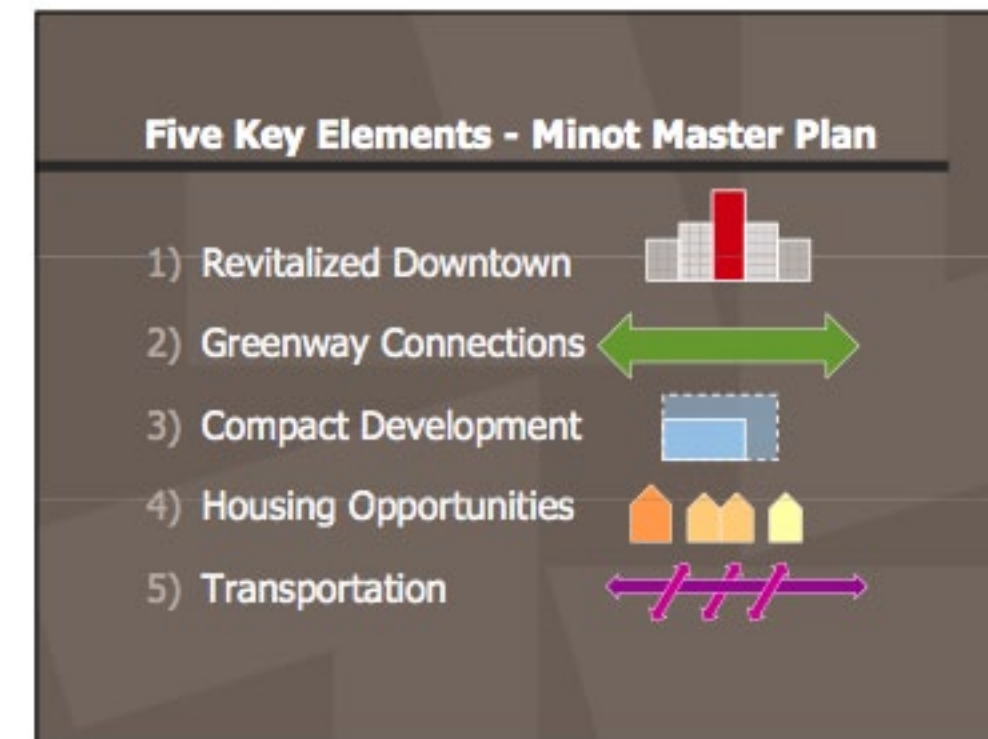 Five Key Elements - Minot Master Plan
1) Revitalized Downtown
2) Greenway Connections
3) Compact Development
4) Housing Opportunities
5) Transportation